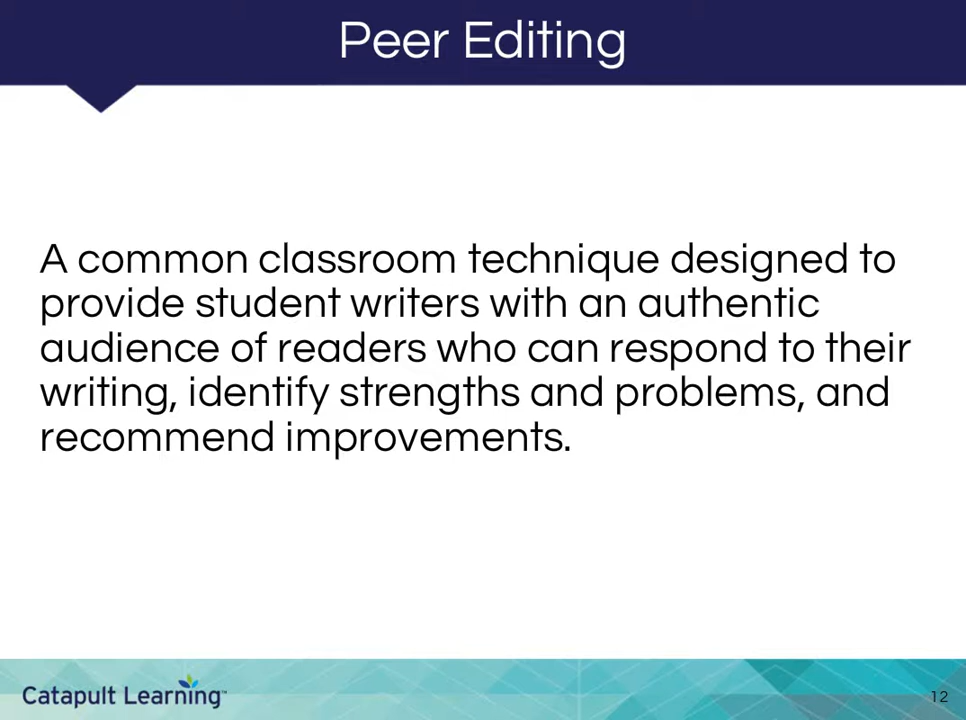 Peer Editing
A common classroom technique designed to
provide student writers with an authentic
audience of readers who can respond to their
writing, identify strengths and problems, and
recommend improvements.
Catapult Learning™
12